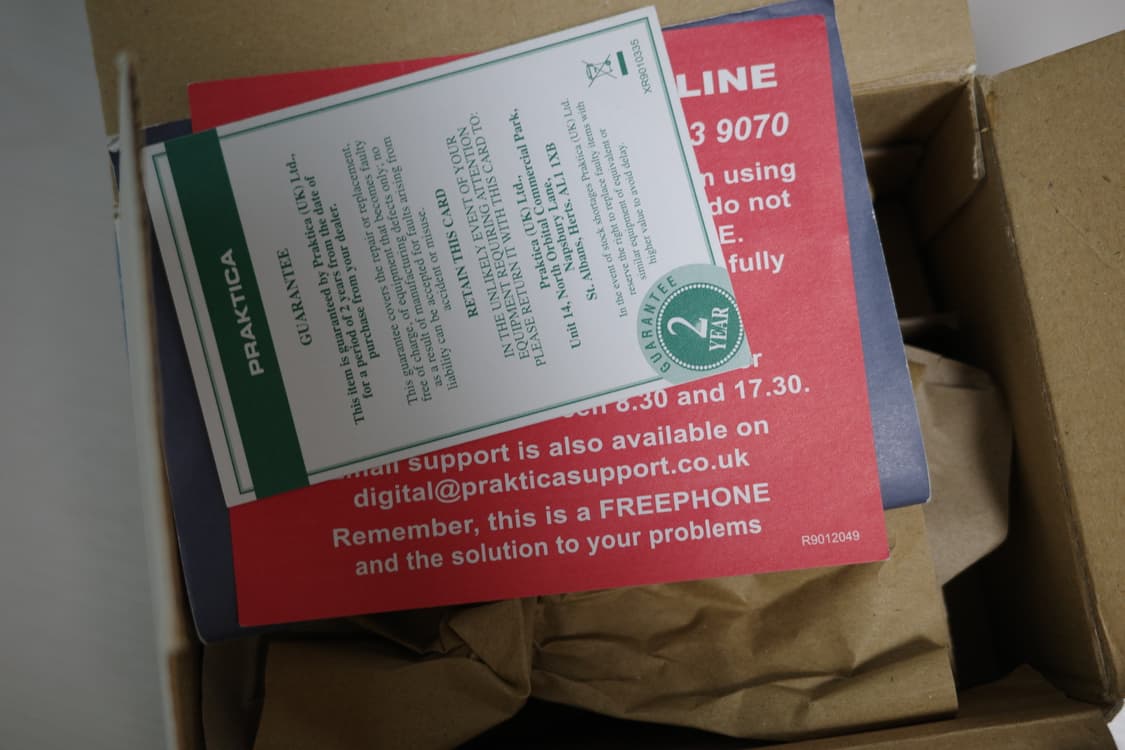 PRAKTICA
GUARANTEE
This item is guaranteed by Praktica (UK) Ltd.,
for a period of 2 years from the date of
purchase from your dealer.
This guarantee covers the repair or replacement,
free of charge, of equipment that becomes faulty
as a result of manufacturing defects only; no
liability can be accepted for faults arising from
accident or misuse.
RETAIN THIS CARD
IN THE UNLIKELY EVENT OF YOUR
EQUIPMENT REQUIRING ATTENTION
PLEASE RETURN IT WITH THIS CARD TO:
Praktica (UK) Ltd.,
Unit 14, North Orbital Commercial Park,
Napsbury Lane,
St. Albans, Herts, AL1 1XB
In the event of stock shortages Praktica (UK) Ltd.
reserve the right to replace faulty items with
similar equipment of equivalent or
higher value to avoid delay.
GUARANTEE
2
YEAR
XR9010335
LINE
3 9070
n using
do not
E.
fully
r
en 8.30 and 17.30.
mail support is also available on
digital@prakticasupport.co.uk
Remember, this is a FREEPHONE
and the solution to your problems
R9012049